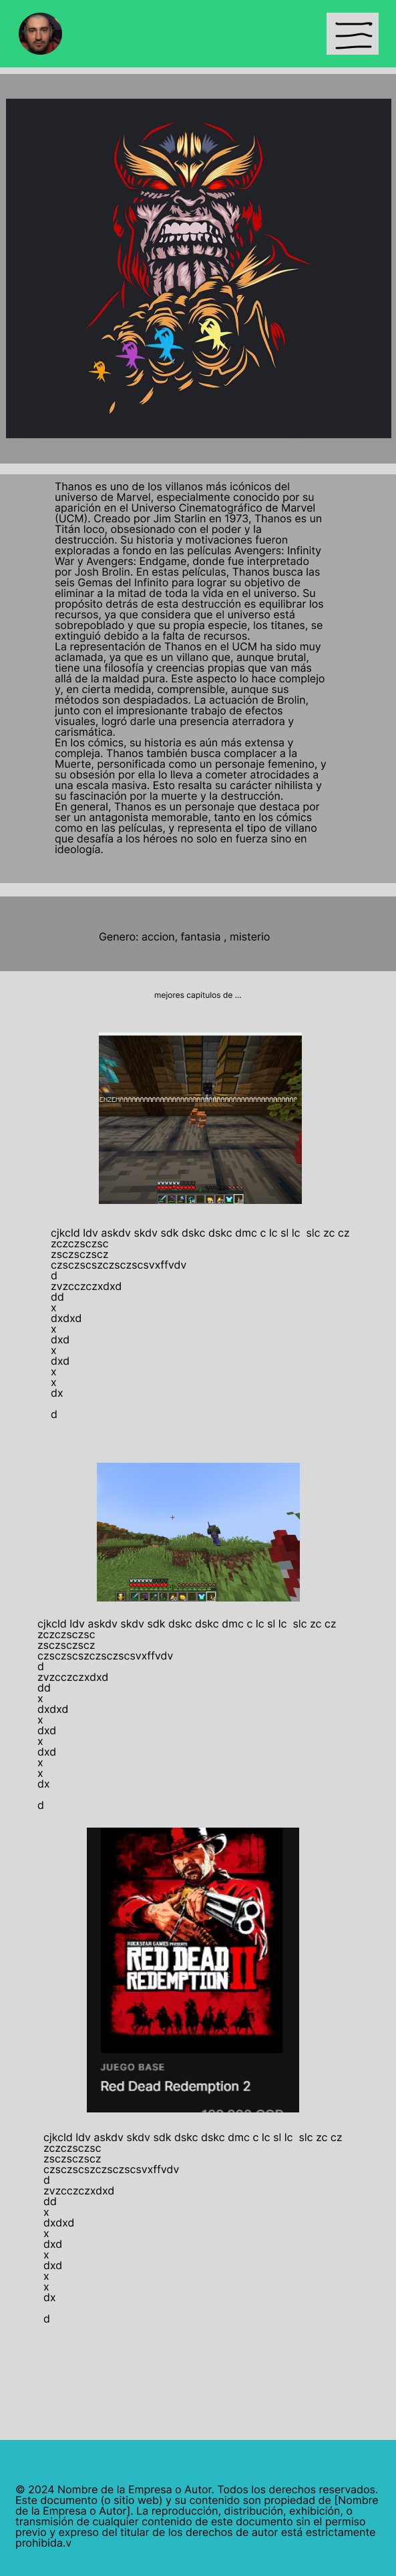 Thanos es uno de los villanos más icónicos del
universo de Marvel, especialmente conocido por su
aparición en el Universo Cinematográfico de Marvel
(UCM). Creado por Jim Starlin en 1973, Thanos es un
Titán loco, obsesionado con el poder y la
destrucción. Su historia y motivaciones fueron
exploradas a fondo en las películas Avengers: Infinity
War y Avengers: Endgame, donde fue interpretado
por Josh Brolin. En estas películas, Thanos busca las
seis Gemas del Infinito para lograr su objetivo de
eliminar a la mitad de toda la vida en el universo. Su
propósito detrás de esta destrucción es equilibrar los
recursos, ya que considera que el universo está
sobrepoblado y que su propia especie, los titanes, se
extinguió debido a la falta de recursos.
La representación de Thanos en el UCM ha sido muy
aclamada, ya que es un villano que, aunque brutal,
tiene una filosofía y creencias propias que van más
allá de la maldad pura. Este aspecto lo hace complejo
y, en cierta medida, comprensible, aunque sus
métodos son despiadados. La actuación de Brolin,
junto con el impresionante trabajo de efectos
visuales, logró darle una presencia aterradora y
carismática.
En los cómics, su historia es aún más extensa y
compleja. Thanos también busca complacer a la
Muerte, personificada como un personaje femenino, y
su obsesión por ella lo lleva a cometer atrocidades a
una escala masiva. Esto resalta su carácter nihilista y
su fascinación por la muerte y la destrucción.
En general, Thanos es un personaje que destaca por
ser un antagonista memorable, tanto en los cómics
como en las películas, y representa el tipo de villano
que desafía a los héroes no solo en fuerza sino en
ideología.
Genero: accion, fantasia , misterio
mejores capitulos de ...
cjkcld ldv askdv skdv sdk dskc dskc dmc c lc sl lc  slc zc cz
zczczsczsc
zsczsczscz
czsczscszczsczscsvxffvdv
d
zvzcczczxdxd
dd
x
dxdxd
x
dxd
x
dxd
x
x
dx
d
cjkcld ldv askdv skdv sdk dskc dskc dmc c lc sl lc  slc zc cz
zczczsczsc
zsczsczscz
czsczscszczsczscsvxffvdv
d
zvzcczczxdxd
dd
x
dxdxd
x
dxd
x
dxd
x
x
dx
d
ROCKSTAR GAMES PRESENTS
RED DEAD
REDEMPTION II
JUEGO BASE
Red Dead Redemption 2
cjkcld ldv askdv skdv sdk dskc dskc dmc c lc sl lc  slc zc cz
zczczsczsc
zsczsczscz
czsczscszczsczscsvxffvdv
d
zvzcczczxdxd
dd
x
dxdxd
x
dxd
x
dxd
x
x
dx
d
© 2024 Nombre de la Empresa o Autor. Todos los derechos reservados.
Este documento (o sitio web) y su contenido son propiedad de [Nombre
de la Empresa o Autor]. La reproducción, distribución, exhibición, o
transmisión de cualquier contenido de este documento sin el permiso
previo y expreso del titular de los derechos de autor está estrictamente
prohibida.v